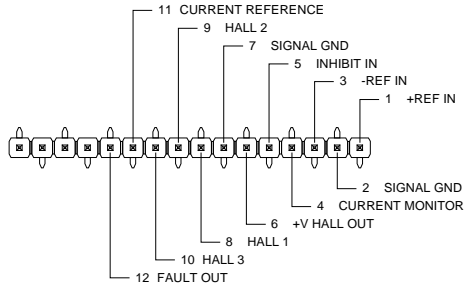 11 CURRENT REFERENCE
9 HALL 2
7 SIGNAL GND
5 INHIBIT IN
3 -REF IN
1 +REF IN
2 SIGNAL GND
4 CURRENT MONITOR
6 +V HALL OUT
8 HALL 1
10 HALL 3
12 FAULT OUT